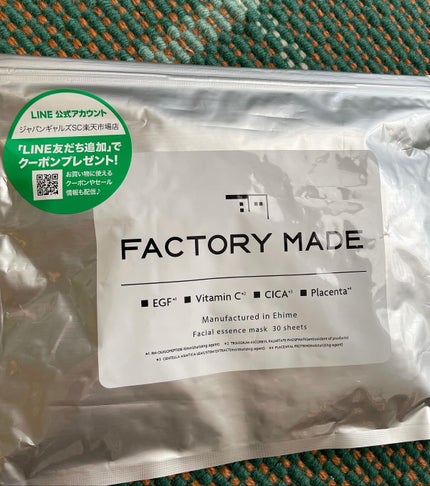 LINE 公式アカウント
ジャパンギャルズSC楽天市場店
「LINE友だち追加」で
クーポンプレゼント!
お買い物に使える
クーポンやセール
情報も配信♪
FACTORY MADE
■ EGF*1 ■ Vitamin C*2 ■ CICA*3 ■ Placenta*4
Manufactured in Ehime
Facial essence mask 30 sheets